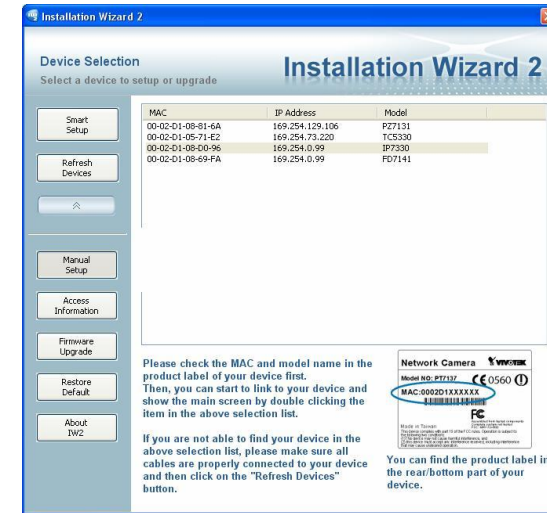 Installation Wizard 2
Device Selection
Select a device to setup or upgrade
Installation Wizard 2
Smart
Setup
Refresh
Devices
Manual
Setup
Access
Information
Firmware
Upgrade
Restore
Default
About
IW2
MAC IP Address Model
00-02-D1-08-81-6A 169.254.129.106 PZ7131
00-02-D1-05-71-E2 169.254.73.220 TC5330
00-02-D1-08-D0-96 169.254.0.99 IP7330
00-02-D1-08-69-FA 169.254.0.99 FD7141
Please check the MAC and model name in the
product label of your device first.
Then, you can start to link to your device and
show the main screen by double clicking the
item in the above selection list.
If you are not able to find your device in the
above selection list, please make sure all
cables are properly connected to your device
and then click on the "Refresh Devices"
button.
Network Camera VIVOTEK
Model NO: PT7137 CE 0560
MAC:0002D1XXXXXX
FC
Made in Taiwan
You can find the product label in
the rear/bottom part of your
device.